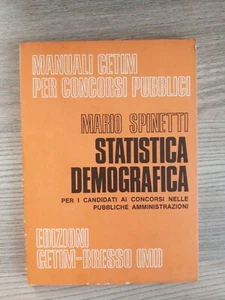 MANUALI CETIM
PER CONCORSI PUBBLICI
MARIO SPINETTI
STATISTICA
DEMOGRAFICA
PER I CANDIDATI AI CONCORSI NELLE
PUBBLICHE AMMINISTRAZIONI
EDIZIONI
CETIM-BRESSO (MI)